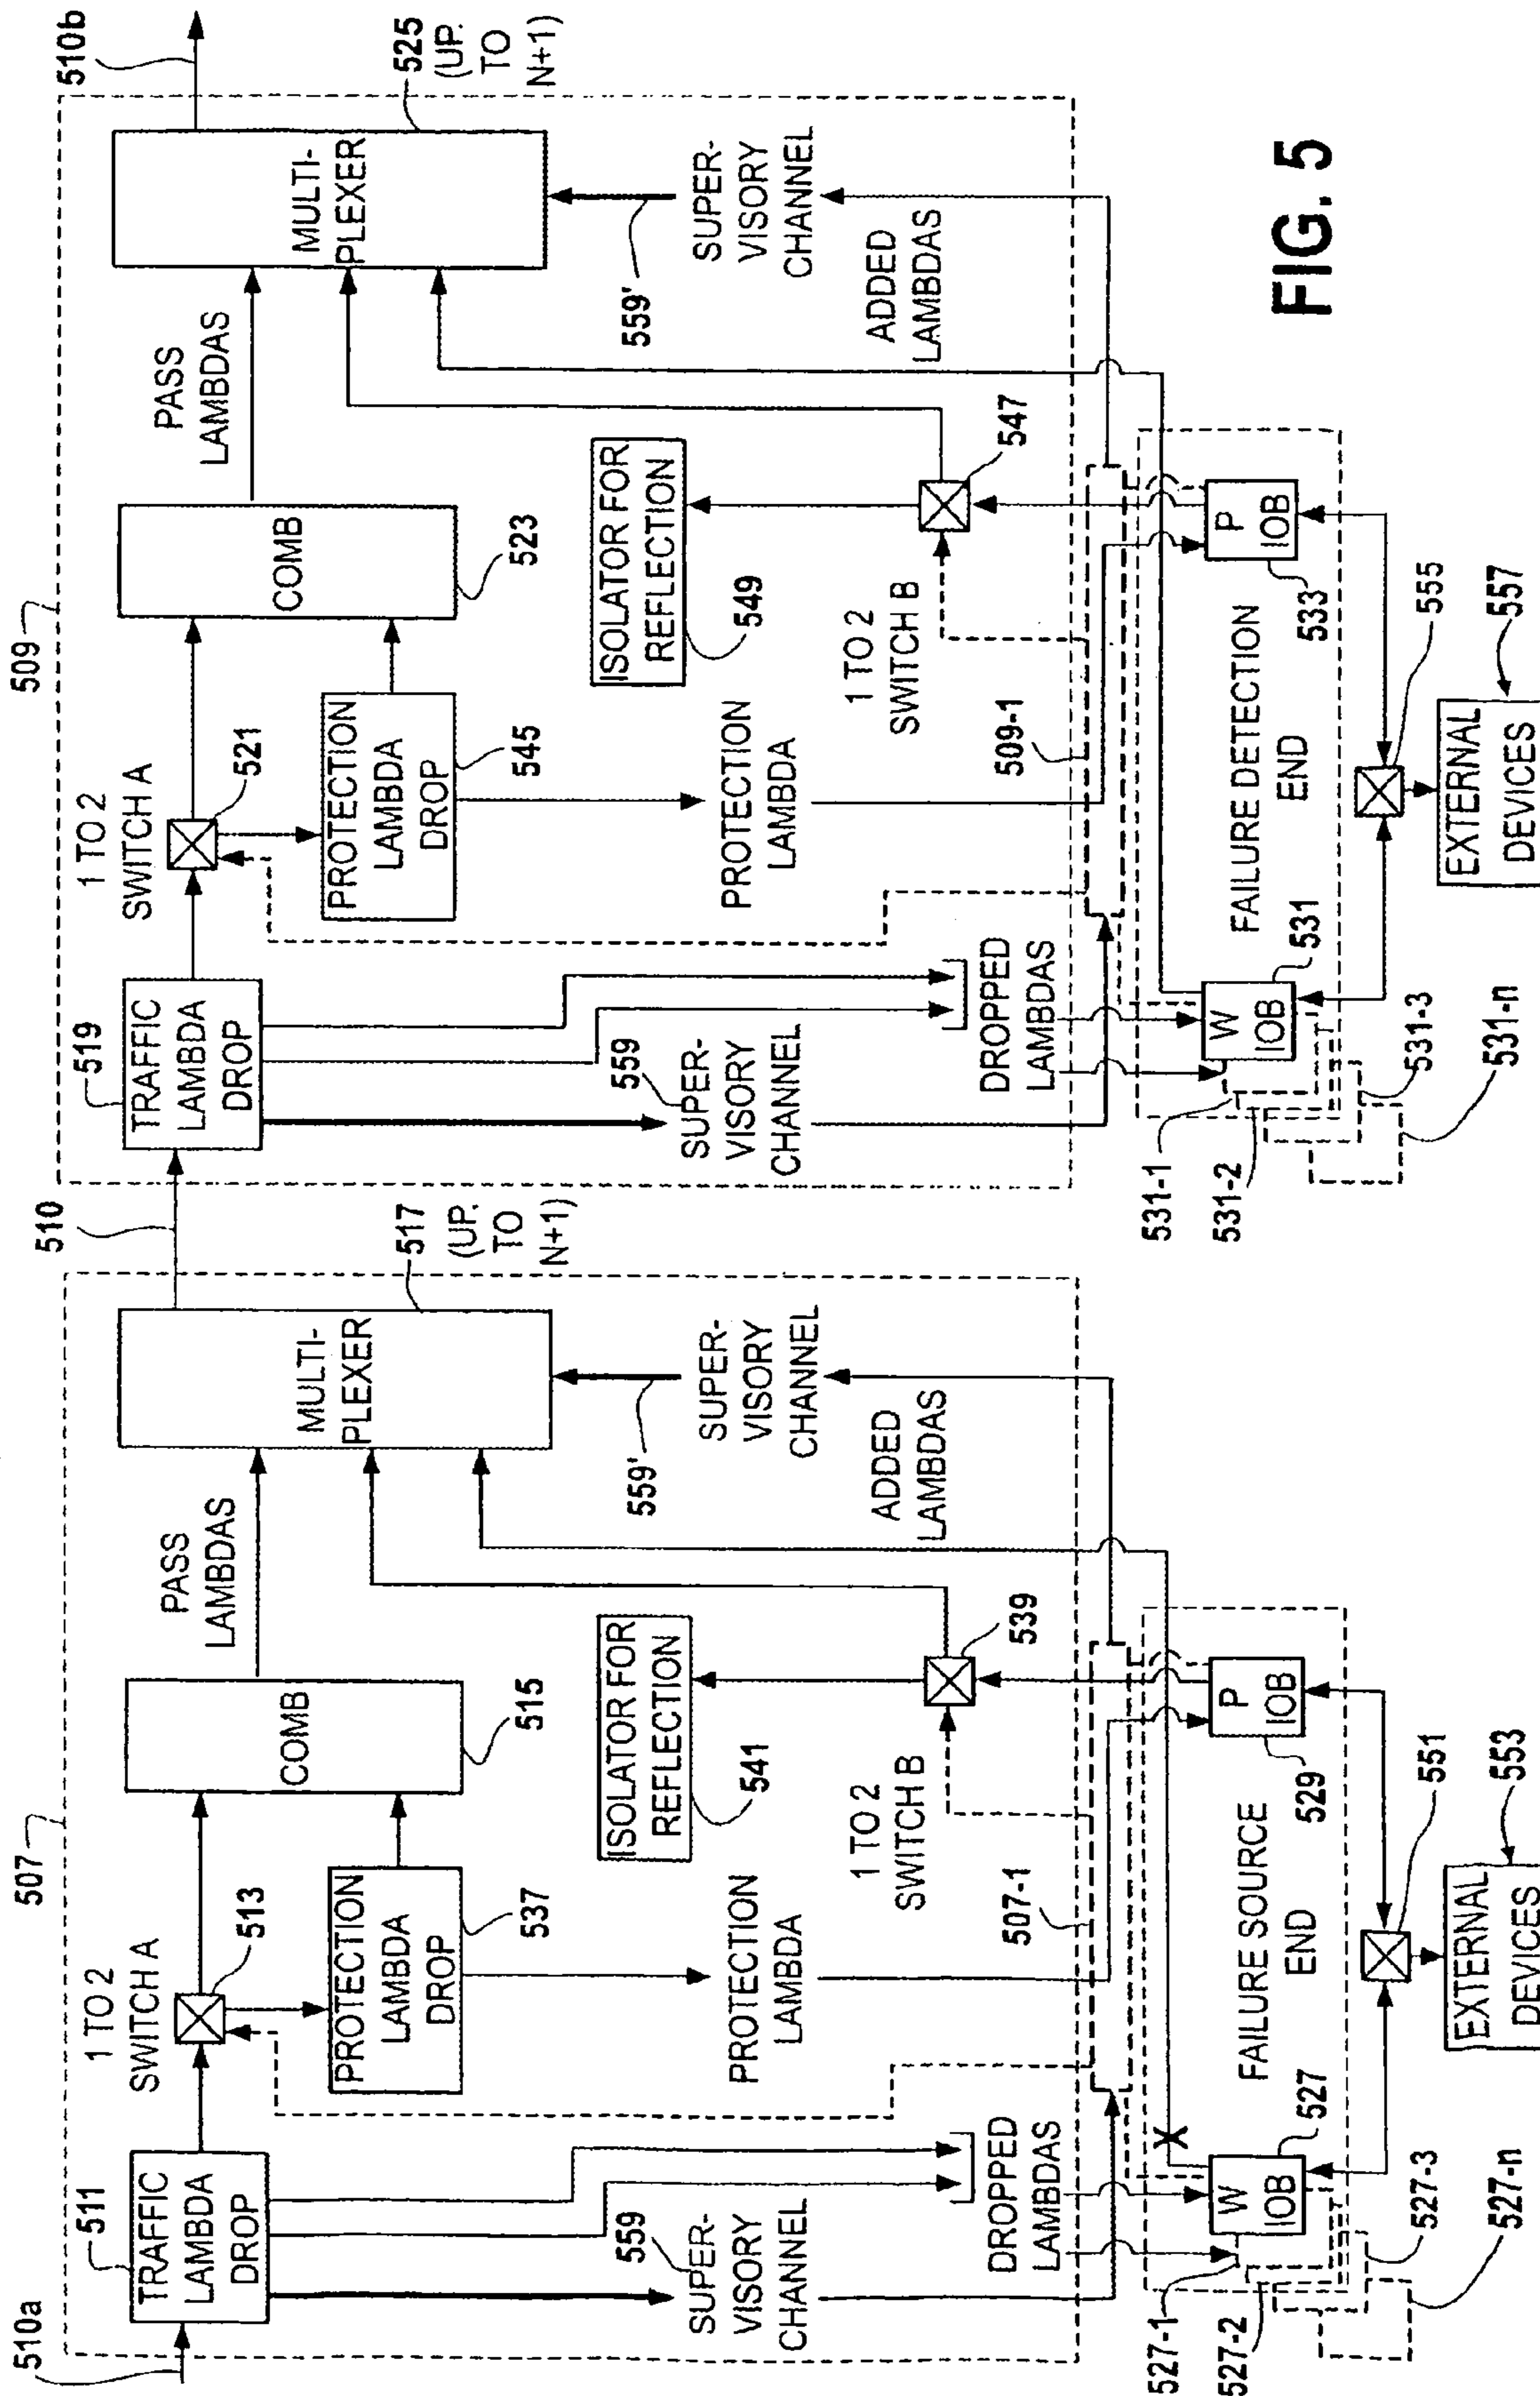 507
509
510a
511
TRAFFIC
LAMBDA
DROP
1 TO 2
SWITCH A
513
PROTECTION
LAMBDA
DROP
537
COMB
515
PASS
LAMBDAS
MULTI-
PLEXER
517
(UP.
TO
N+1)
510
559
SUPER-
VISORY
CHANNEL
DROPPED
LAMBDAS
PROTECTION
LAMBDA
ISOLATOR FOR
REFLECTION
541
1 TO 2
SWITCH B
539
559'
SUPER-
VISORY
CHANNEL
ADDED
LAMBDAS
507-1
W
IOB
527
FAILURE SOURCE
END
P
IOB
529
527-1
527-2
527-3
527-n
551
EXTERNAL
DEVICES
553
519
TRAFFIC
LAMBDA
DROP
1 TO 2
SWITCH A
521
PROTECTION
LAMBDA
DROP
545
COMB
523
PASS
LAMBDAS
MULTI-
PLEXER
525
(UP.
TO
N+1)
510b
559
SUPER-
VISORY
CHANNEL
DROPPED
LAMBDAS
PROTECTION
LAMBDA
ISOLATOR FOR
REFLECTION
549
1 TO 2
SWITCH B
547
559'
SUPER-
VISORY
CHANNEL
ADDED
LAMBDAS
509-1
W
IOB
531
FAILURE DETECTION
END
P
IOB
533
531-1
531-2
531-3
531-n
555
EXTERNAL
DEVICES
557
FIG. 5